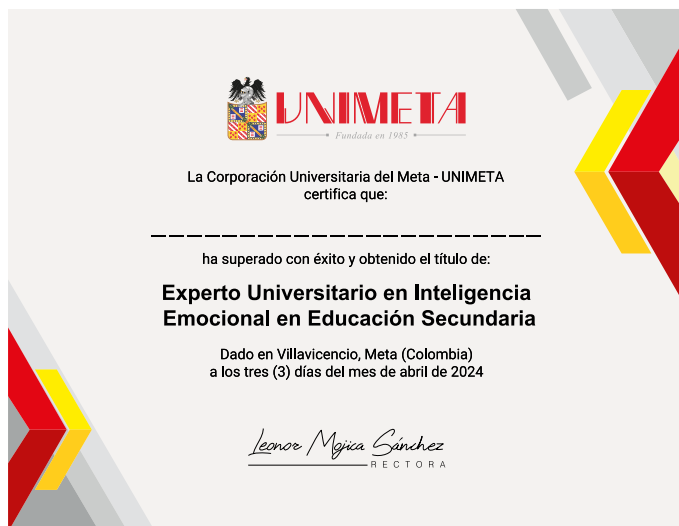 UNIMETA
Fundada en 1985
La Corporación Universitaria del Meta - UNIMETA
certifica que:
ha superado con éxito y obtenido el título de:
Experto Universitario en Inteligencia
Emocional en Educación Secundaria
Dado en Villavicencio, Meta (Colombia)
a los tres (3) días del mes de abril de 2024
Leonor Mojica Sánchez
RECTORA